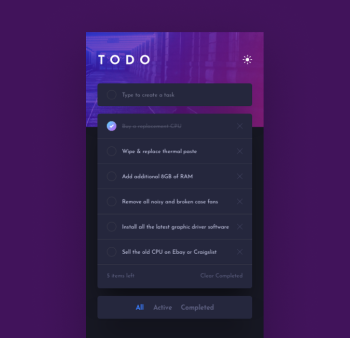 TODO
Type to create a task
Buy a replacement CPU
Wipe & replace thermal paste
Add additional 8GB of RAM
Remove all noisy and broken case fans
Install all the latest graphic driver software
Sell the old CPU on Ebay or Craigslist
5 items left Clear Completed
All Active Completed